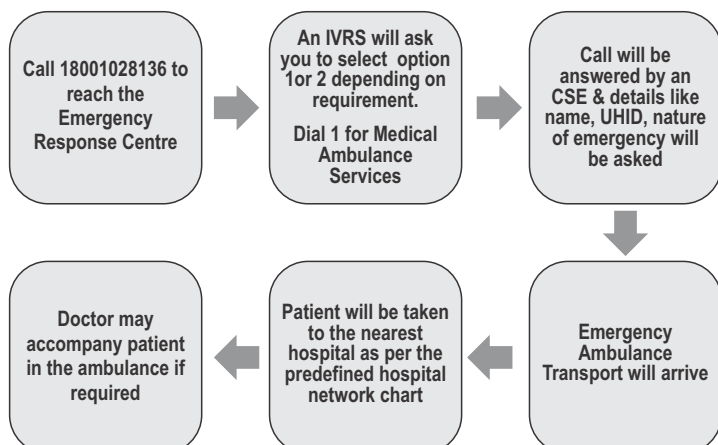 Call 18001028136 to
reach the
Emergency
Response Centre
An IVRS will ask
you to select option
1or 2 depending on
requirement.
Dial 1 for Medical
Ambulance
Services
Call will be
answered by an
CSE & details like
name, UHID, nature
of emergency will
be asked
Emergency
Ambulance
Transport will arrive
Patient will be taken
to the nearest
hospital as per the
predefined hospital
network chart
Doctor may
accompany patient
in the ambulance if
required